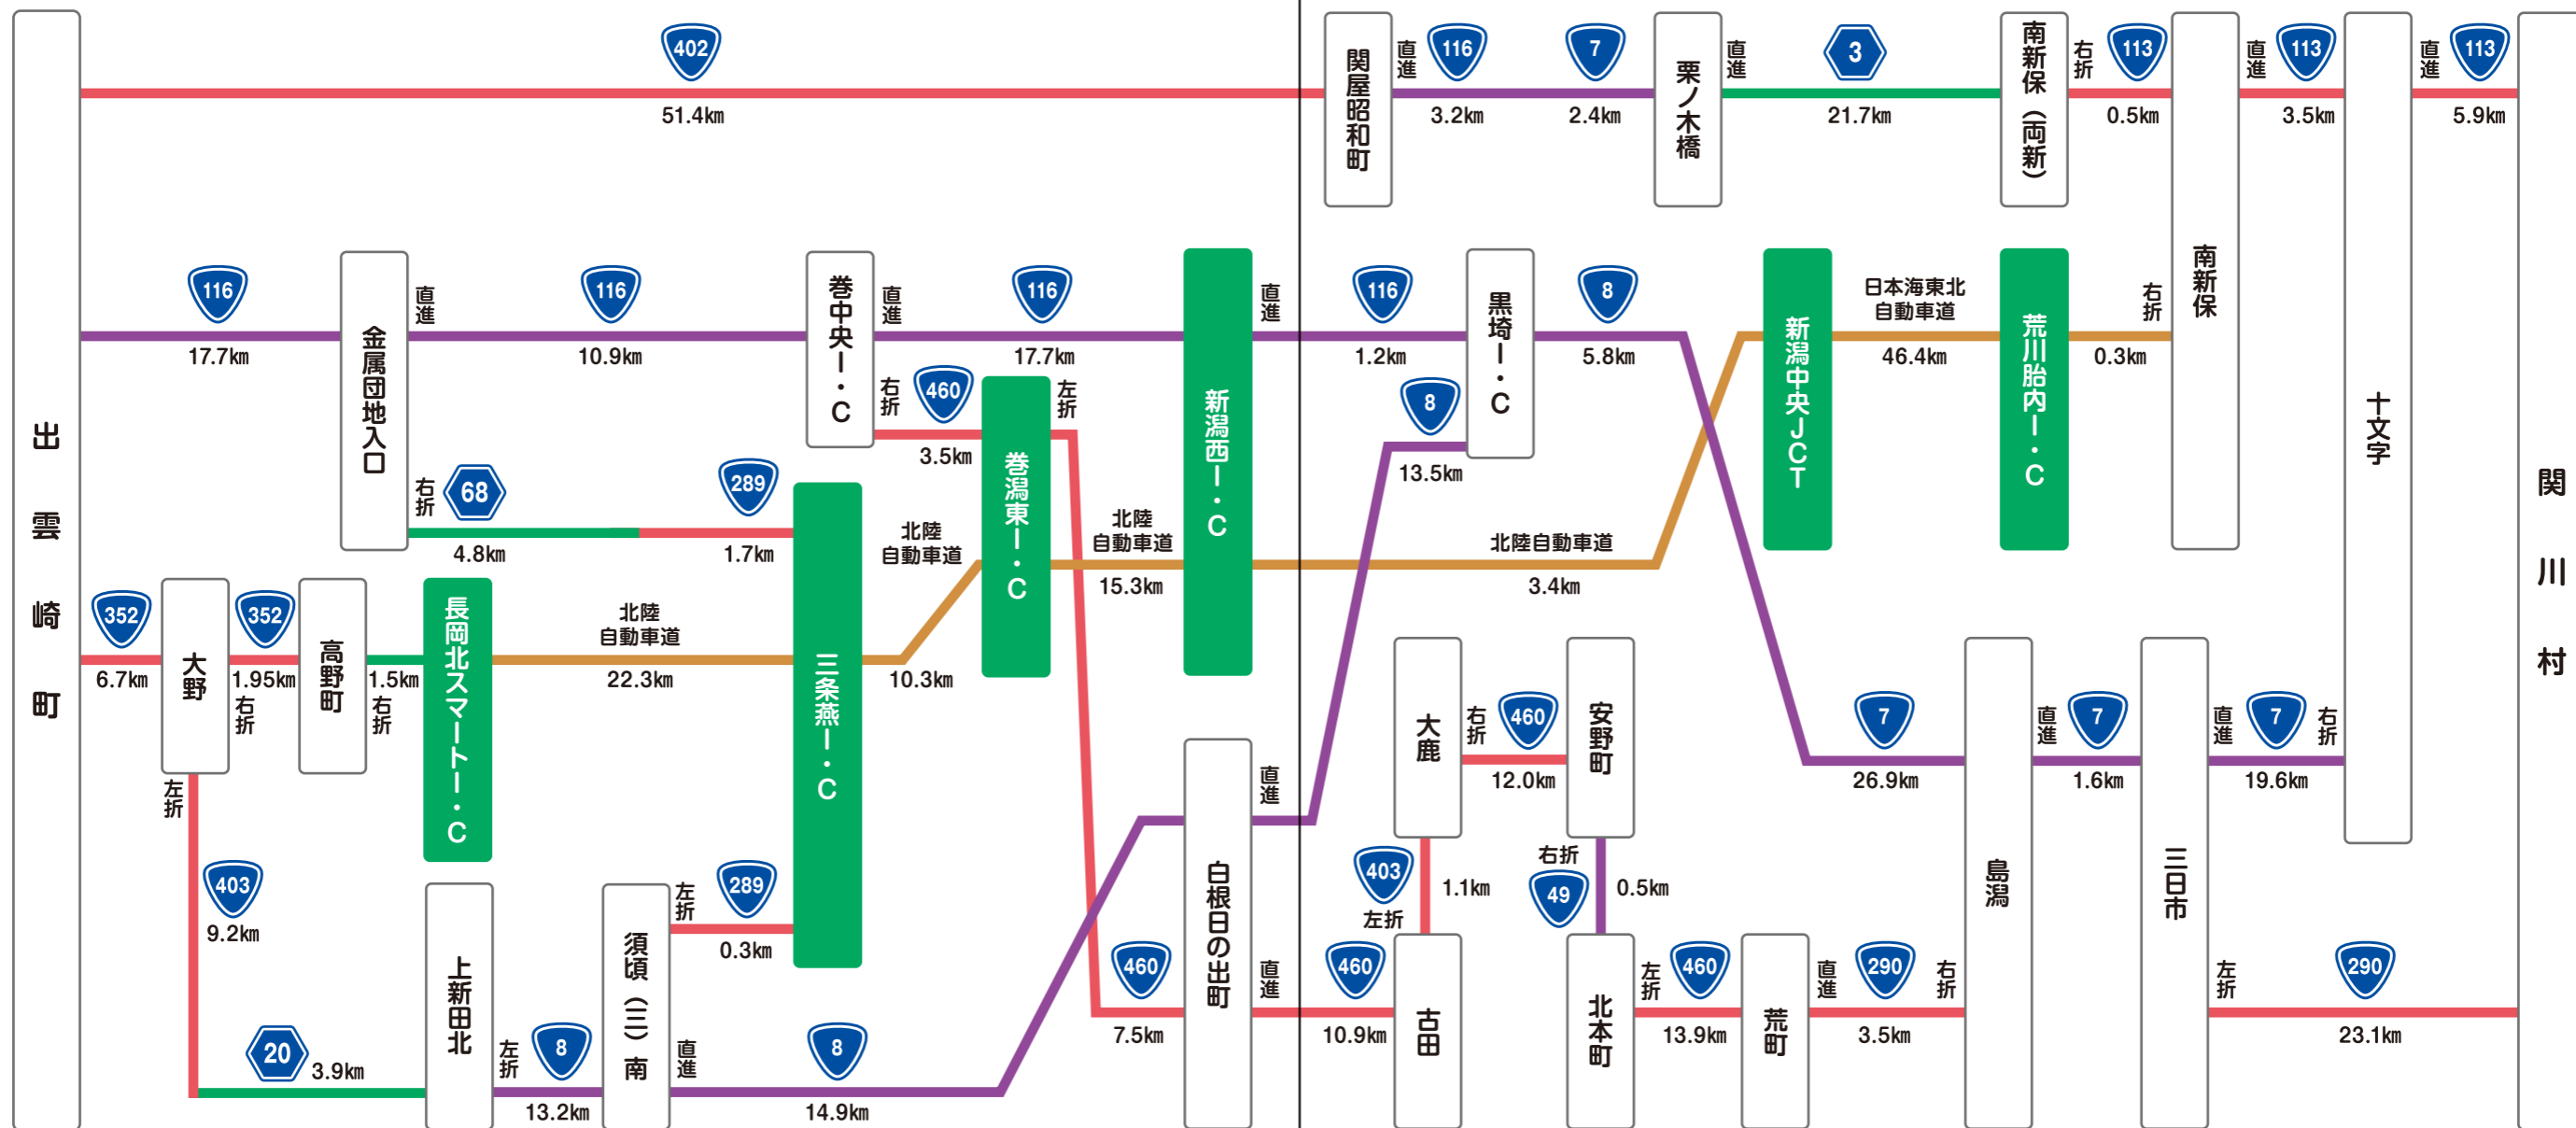 出雲崎町
402
51.4km
関屋昭和町
直進
116
3.2km
7
2.4km
栗ノ木橋
直進
3
21.7km
南新保（両新）
右折
113
0.5km
南新保
直進
113
3.5km
十文字
直進
113
5.9km
関川村
116
17.7km
金属団地入口
直進
116
10.9km
巻中央I・C
直進
116
17.7km
新潟西I・C
直進
116
1.2km
黒埼I・C
8
5.8km
新潟中央JCT
日本海東北
自動車道
46.4km
荒川胎内I・C
右折
0.3km
右折
460
3.5km
巻潟東I・C
左折
8
13.5km
右折
68
4.8km
289
1.7km
三条燕I・C
北陸
自動車道
10.3km
北陸
自動車道
15.3km
北陸自動車道
3.4km
352
6.7km
大野
352
1.95km
右折
高野町
1.5km
右折
長岡北スマートI・C
北陸
自動車道
22.3km
大鹿
右折
460
12.0km
安野町
7
26.9km
島潟
直進
7
1.6km
三日市
直進
7
19.6km
右折
左折
403
9.2km
20
3.9km
上新田北
左折
8
13.2km
須頃（三）南
左折
289
0.3km
直進
8
14.9km
460
7.5km
白根日の出町
直進
直進
460
10.9km
古田
403
左折
1.1km
右折
49
0.5km
北本町
左折
460
13.9km
荒町
直進
290
3.5km
右折
左折
290
23.1km